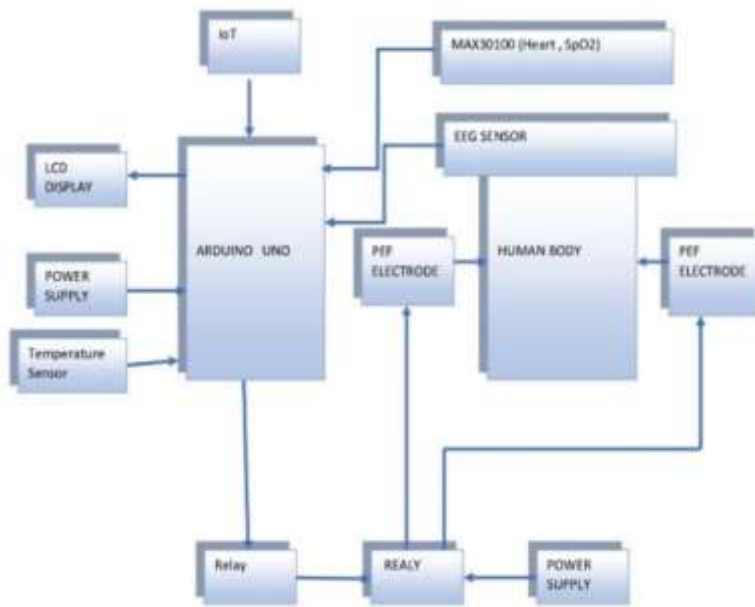 IoT
MAX30100 (Heart , SpO2)
EEG SENSOR
LCD
DISPLAY
ARDUINO UNO
PEF
ELECTRODE
HUMAN BODY
PEF
ELECTRODE
POWER
SUPPLY
Temperature
Sensor
Relay
REALY
POWER
SUPPLY